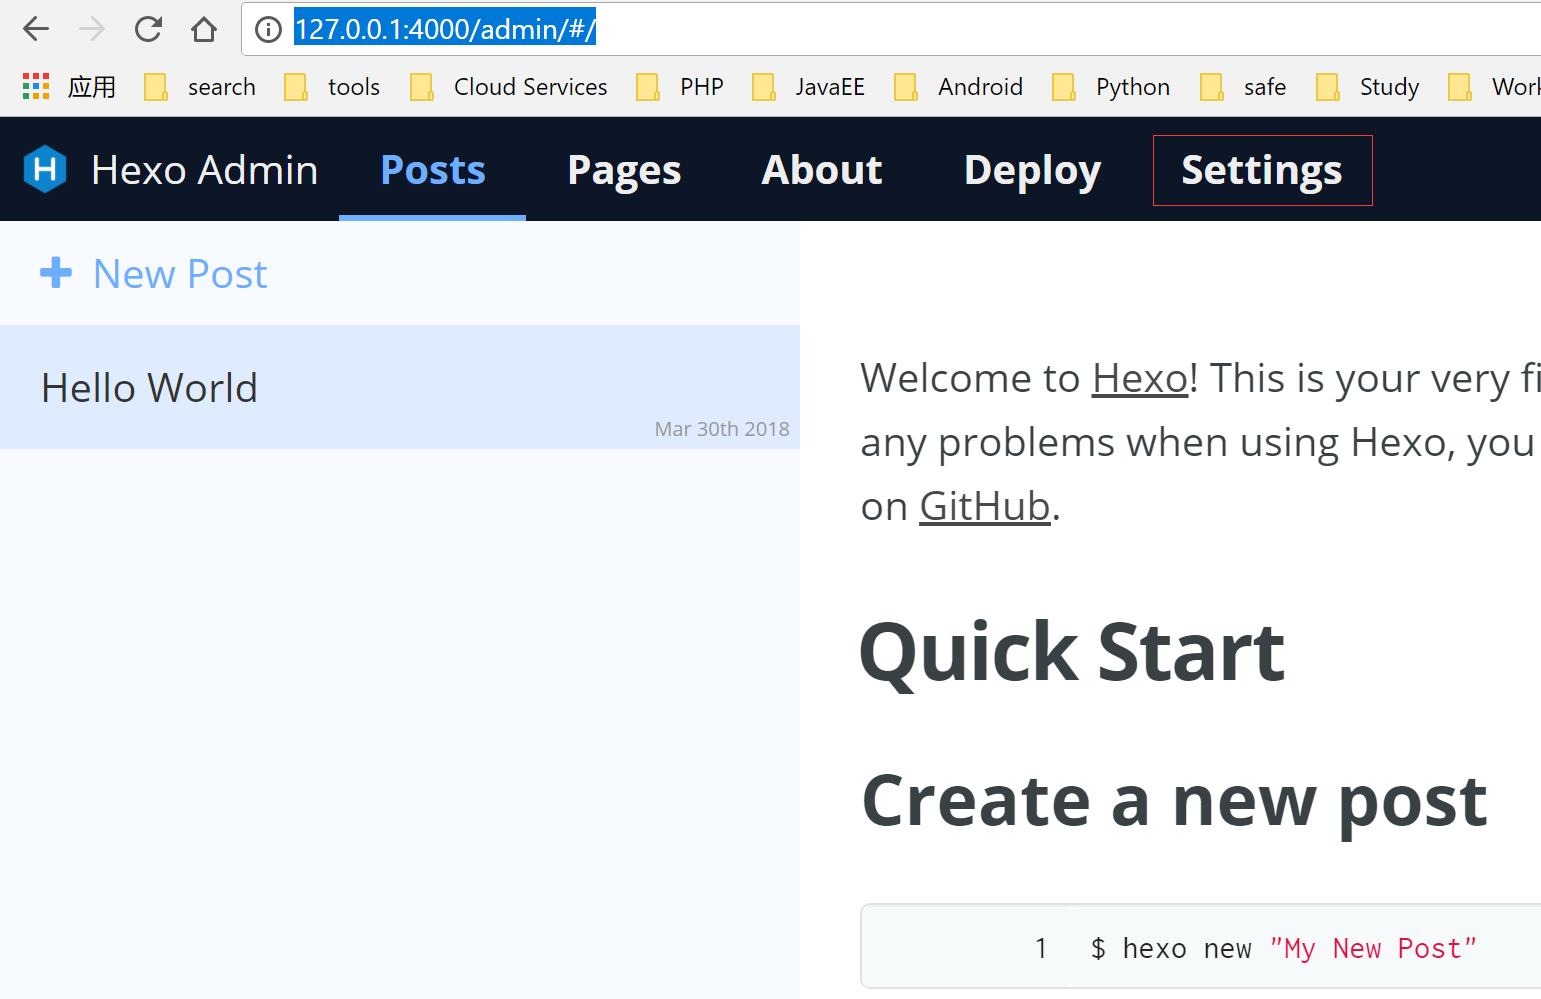 127.0.0.1:4000/admin/#/
应用 search tools Cloud Services PHP JavaEE Android Python safe Study
H Hexo Admin Posts Pages About Deploy Settings
New Post
Hello World
Mar 30th 2018
Welcome to Hexo! This is your very
any problems when using Hexo, you
on GitHub.
Quick Start
Create a new post
1 $ hexo new "My New Post"